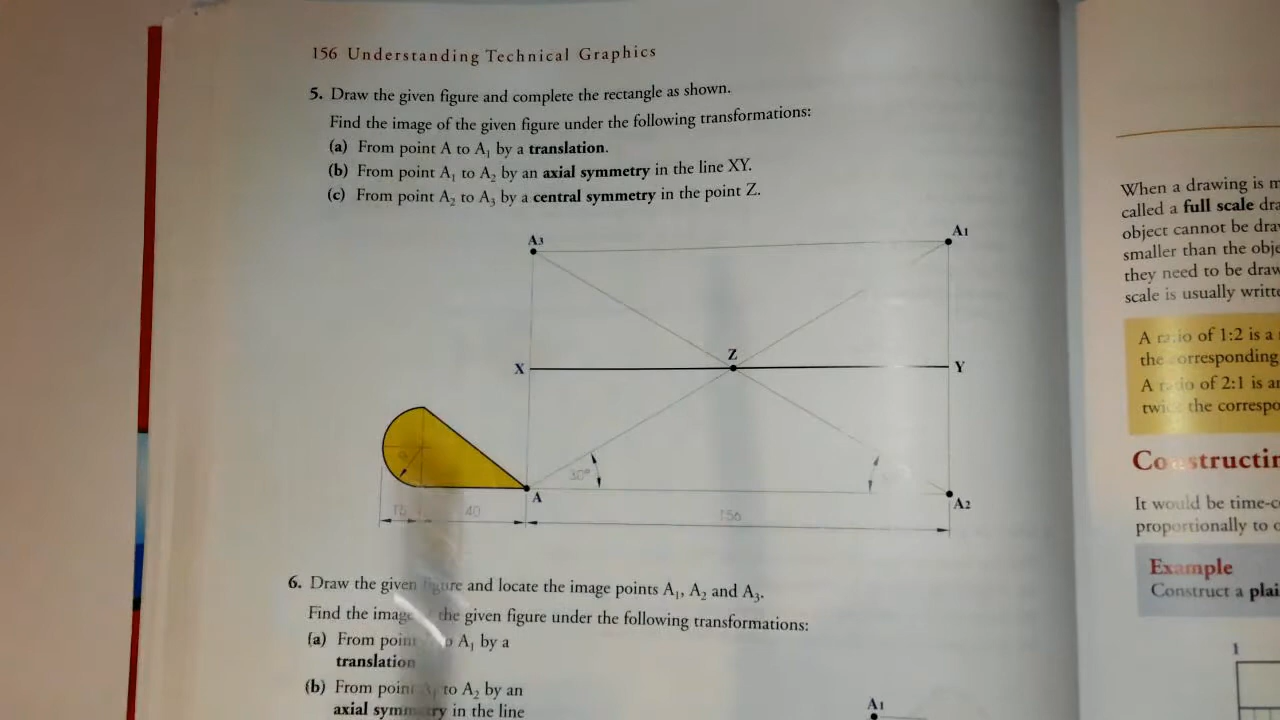 156 Understanding Technical Graphics
5. Draw the given figure and complete the rectangle as shown.
Find the image of the given figure under the following transformations:
(a) From point A to A₁ by a translation.
(b) From point A₁ to A₂ by an axial symmetry in the line XY.
(c) From point A₂ to A₃ by a central symmetry in the point Z.
A3
A1
Z
X
Y
30°
A
A2
40
156
6. Draw the given figure and locate the image points A₁, A₂ and A₃.
Find the image of the given figure under the following transformations:
(a) From point A₁ by a
translation
(b) From point A₁ to A₂ by an
axial symmetry in the line
A1
When a drawing is
called a full scale
object cannot be
smaller than the
they need to be
scale is usually
A ratio of 1:2 is a
the corresponding
A ratio of 2:1 is
twice the
It would be
proportionally to
Example
Construct a
1